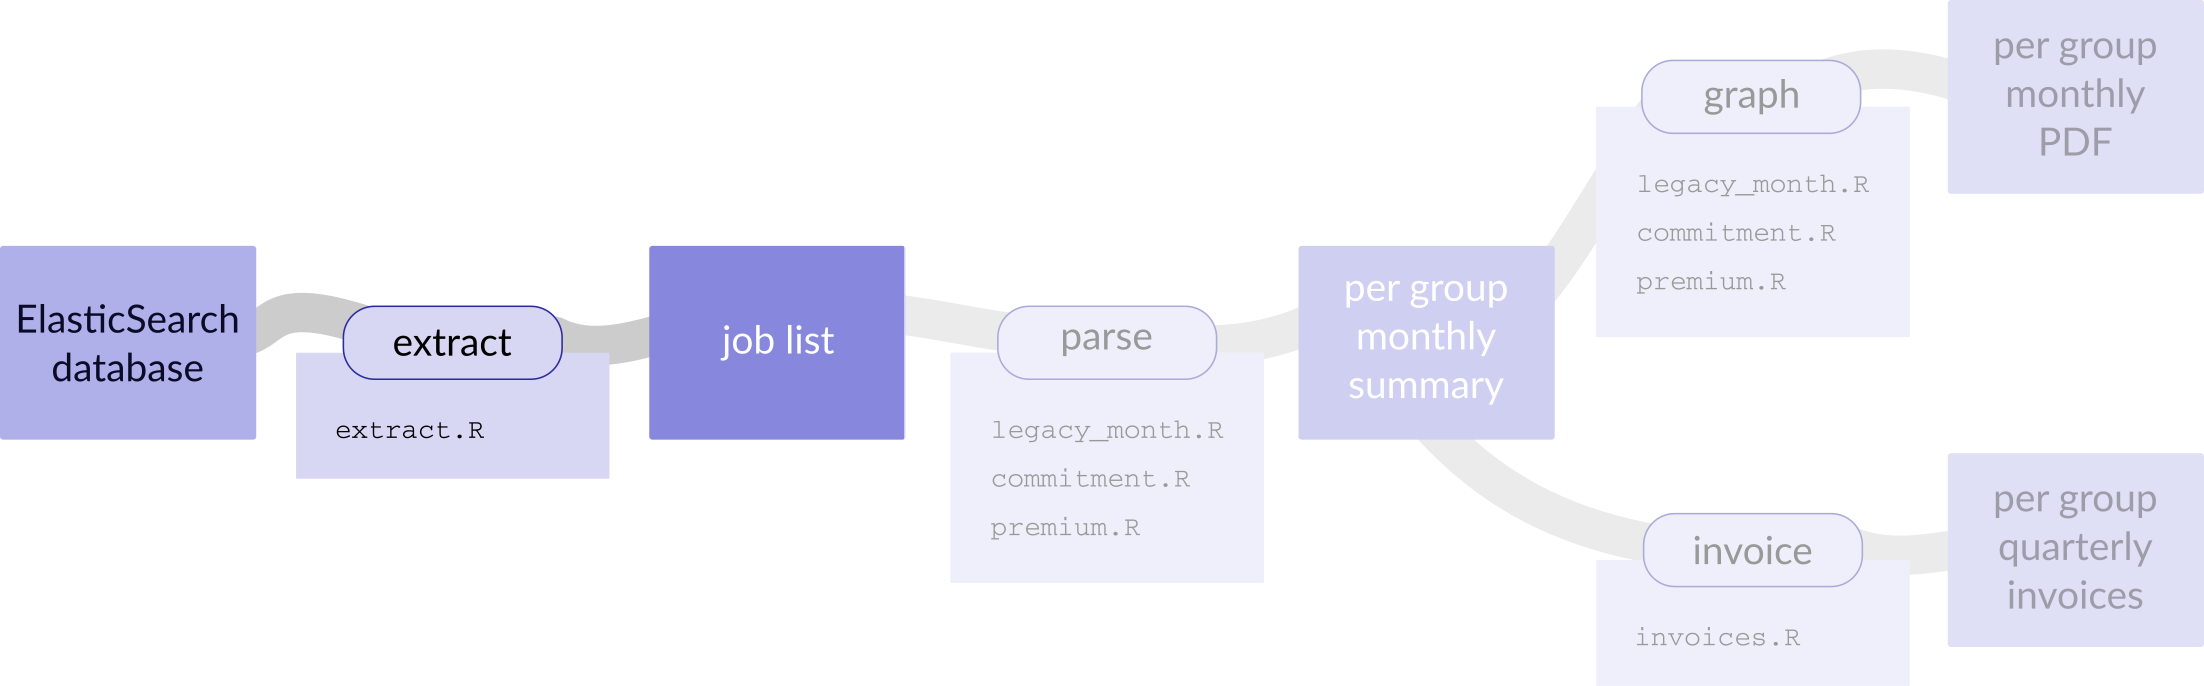 ElasticSearch
database
extract
extract.R
job list
parse
legacy_month.R
commitment.R
premium.R
per group
monthly
summary
graph
legacy_month.R
commitment.R
premium.R
per group
monthly
PDF
invoice
invoices.R
per group
quarterly
invoices